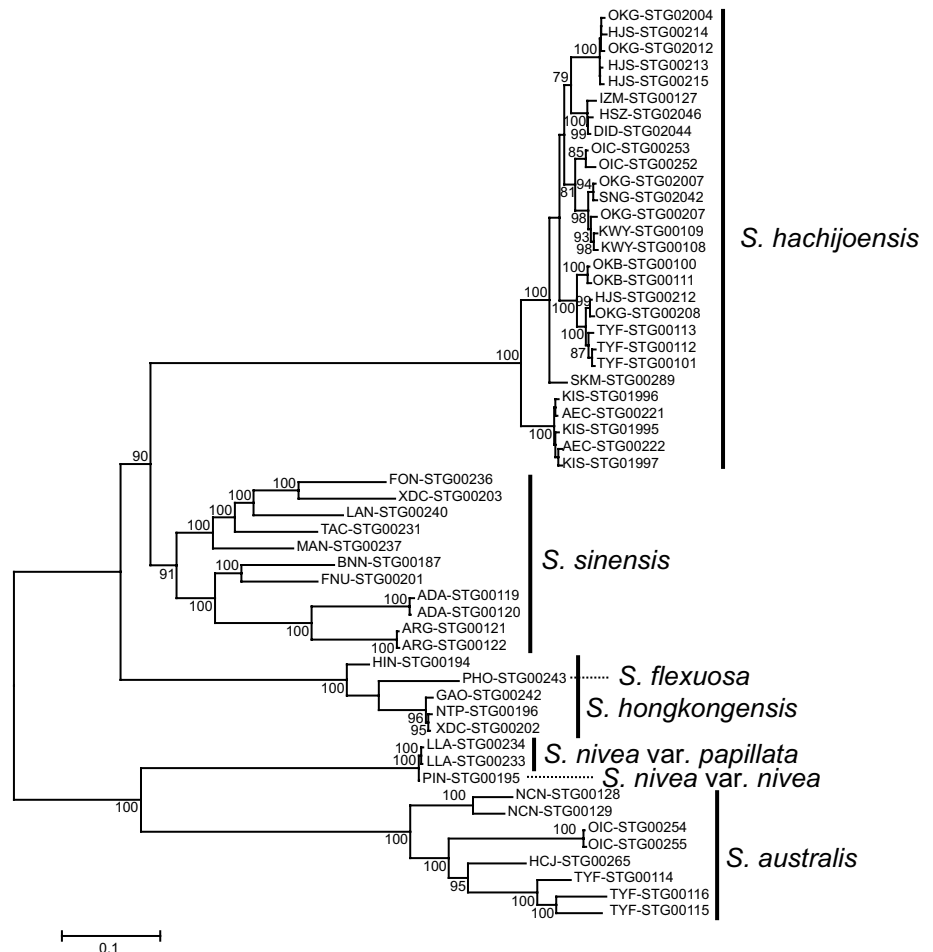 OKG-STG02004
HJS-STG00214
100
OKG-STG02012
HJS-STG00213
79
HJS-STG00215
IZM-STG00127
HSZ-STG02046
100
DID-STG02044
99
OIC-STG00253
85
OIC-STG00252
OKG-STG02007
94
81
SNG-STG02042
OKG-STG00207
98
KWY-STG00109
93
KWY-STG00108
98
S. hachijoensis
OKB-STG00100
100
OKB-STG00111
100
HJS-STG00212
99
100
OKG-STG00208
TYF-STG00113
100
TYF-STG00112
87
TYF-STG00101
100
SKM-STG00289
KIS-STG01996
AEC-STG00221
KIS-STG01995
100
AEC-STG00222
KIS-STG01997
90
FON-STG00236
100
XDC-STG00203
100
LAN-STG00240
100
TAC-STG00231
100
MAN-STG00237
BNN-STG00187
100
91
FNU-STG00201
S. sinensis
ADA-STG00119
100
100
ADA-STG00120
ARG-STG00121
100
ARG-STG00122
100
HIN-STG00194
100
PHO-STG00243
S. flexuosa
GAO-STG00242
NTP-STG00196
96
S. hongkongensis
XDC-STG00202
95
LLA-STG00234
100
S. nivea var. papillata
LLA-STG00233
100
PIN-STG00195
S. nivea var. nivea
NCN-STG00128
100
100
NCN-STG00129
OIC-STG00254
100
100
OIC-STG00255
S. australis
HCJ-STG00265
100
TYF-STG00114
95
TYF-STG00116
100
TYF-STG00115
100
0.1